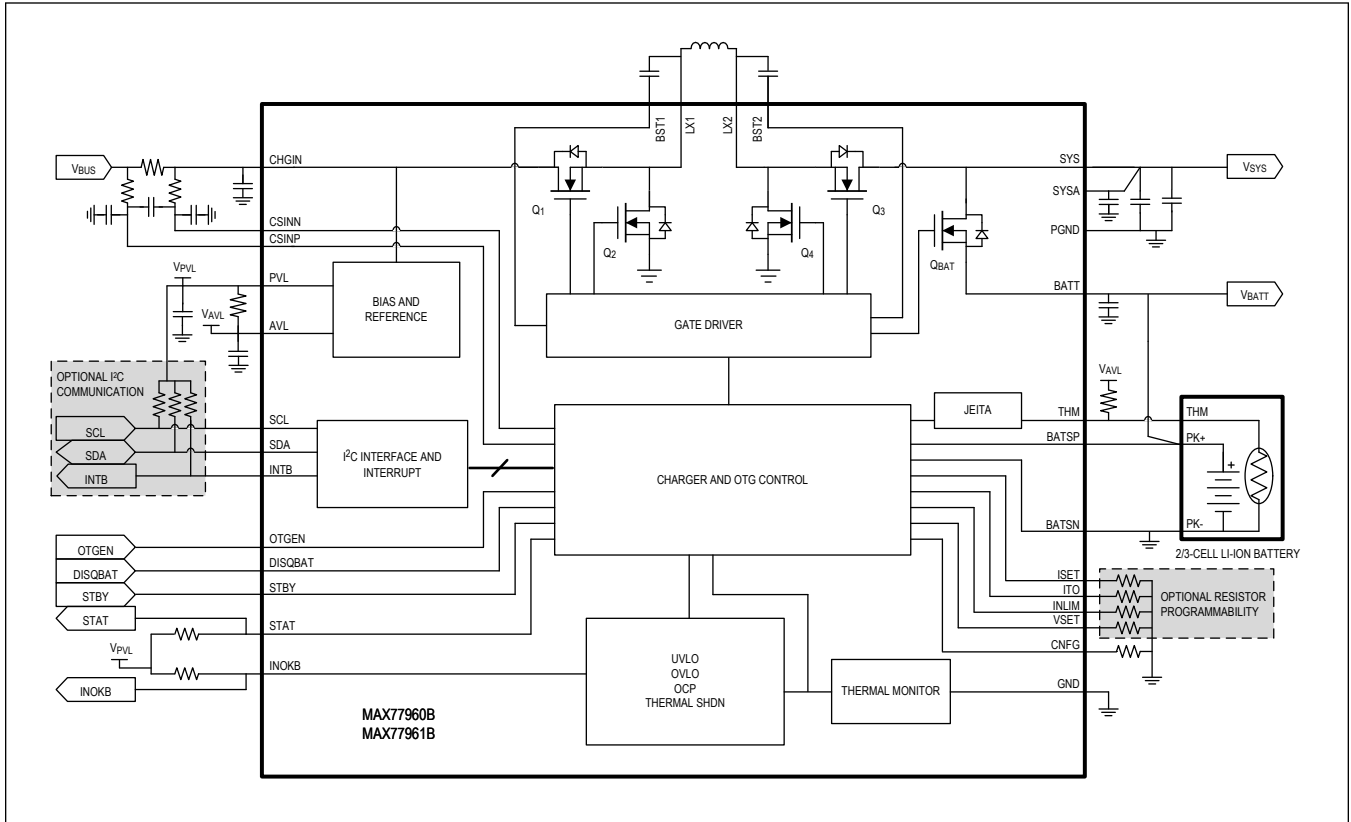 BST1
LX1
LX2
BST2
VBUS
CHGIN
SYS
VSYS
SYSA
Q1
Q3
CSINN
CSINP
PGND
Q2
Q4
QBAT
VPVL
PVL
BATT
VBATT
BIAS AND
REFERENCE
GATE DRIVER
VAVL
AVL
OPTIONAL I²C
COMMUNICATION
VAVL
JEITA
THM
THM
SCL
SCL
SDA
SDA
INTB
INTB
I²C INTERFACE AND
INTERRUPT
CHARGER AND OTG CONTROL
BATSP
PK+
+
BATSN
PK-
2/3-CELL LI-ION BATTERY
OTGEN
OTGEN
DISQBAT
DISQBAT
STBY
STBY
STAT
STAT
ISET
ITO
INLIM
VSET
CNFG
OPTIONAL RESISTOR
PROGRAMMABILITY
VPVL
INOKB
INOKB
UVLO
OVLO
OCP
THERMAL SHDN
THERMAL MONITOR
GND
MAX77960B
MAX77961B